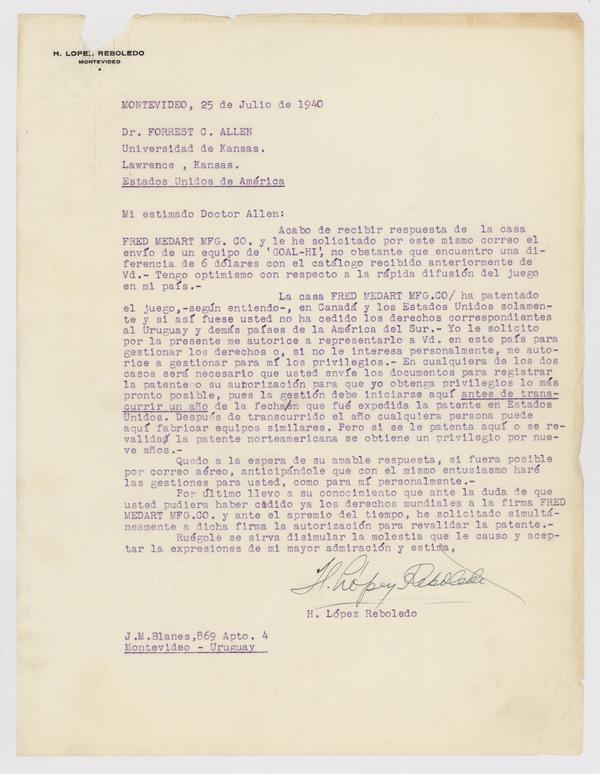 H. LOPEZ REBOLEDO
MONTEVIDEO
MONTEVIDEO, 25 de Julio de 1940
Dr. FORREST C. ALLEN
Universidad de Kansas.
Lawrence , Kansas.
Estados Unidos de América
Mi estimado Doctor Allen:
Acabo de recibir respuesta de la casa
FRED MEDART MFG. CO. y le he solicitado por este mismo correo el
envío de un equipo de 'GOAL-HI', no obstante que encuentro una di-
ferencia de 6 dólares con el catálogo recibido anteriormente de
Vd.- Tengo optimismo con respecto a la rápida difusión del juego
en mi país.-
La casa FRED MEDART MFG.CO/ ha patentado
el juego,-según entiendo-, en Canadá y los Estados Unidos solamen-
te y si así fuese usted no ha cedido los derechos correspondientes
al Uruguay y demás países de la América del Sur.- Yo le solicito
por la presente me autorice a representarlo a Vd. en este país para
gestionar los derechos o, si no le interesa personalmente, me auto-
rice a gestionar para mí los privilegios.- En cualquiera de los dos
casos será necesario que usted envíe los documentos para registrar
la patente o su autorización para que yo obtenga privilegios lo más
pronto posible, pues la gestión debe iniciarse aquí antes de trans-
currir un año de la fecha en que fué expedida la patente en Estados
Unidos. Después de transcurrido el año cualquiera persona puede
aquí fabricar equipos similares. Pero si se le patenta aquí o se re-
valida la patente norteamericana se obtiene un privilegio por nue-
ve años.-
Quedo a la espera de su amable respuesta, si fuera posible
por correo aéreo, anticipándole que con el mismo entusiasmo haré
las gestiones para usted, como para mí personalmente.-
Por último llevo a su conocimiento que ante la duda de que
usted pudiera haber cedido ya los derechos mundiales a la firma FRED
MEDART MFG.CO. y ante el apremio del tiempo, he solicitado simultá-
neamente a dicha firma la autorización para revalidar la patente.-
Ruégole se sirva disimular la molestia que le causo y acep-
tar la expresiones de mi mayor admiración y estima,
H. López Reboledo
H. López Reboledo
J.M.Blanes,869 Apto. 4
Montevideo - Uruguay